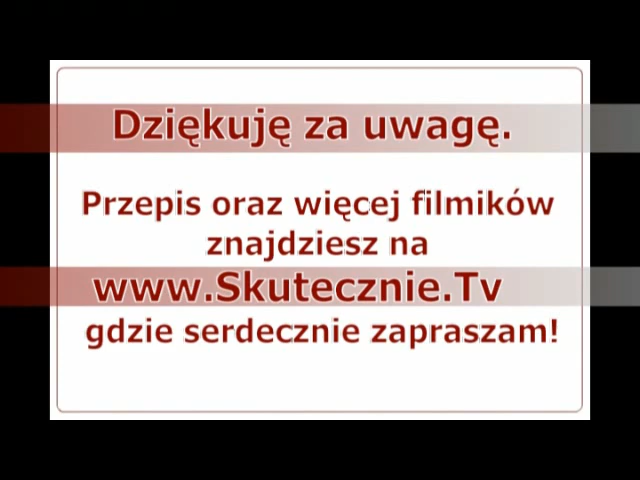 Dziękuję za uwagę.
Przepis oraz więcej filmików
znajdziesz na
www.Skutecznie.Tv
gdzie serdecznie zapraszam!